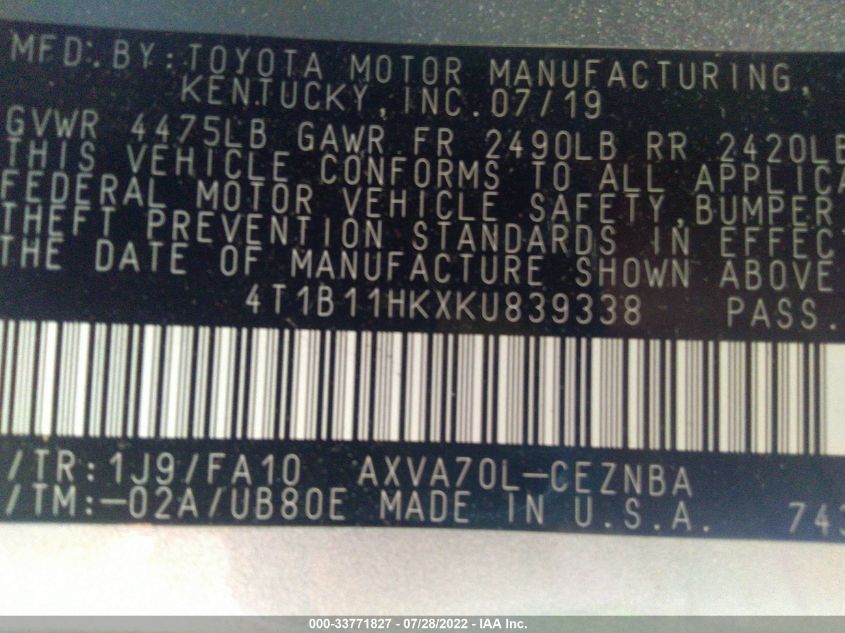 MFD. BY: TOYOTA MOTOR MANUFACTURING,
KENTUCKY, INC. 07/19
GVWR 4475LB GAWR FR 2490LB RR 2420LB
THIS VEHICLE CONFORMS TO ALL APPLICA
FEDERAL MOTOR VEHICLE SAFETY, BUMPER
THEFT PREVENTION STANDARDS IN EFFECT
THE DATE OF MANUFACTURE SHOWN ABOVE
4T1B11HKXKU839338 PASS.
/TR: 1J9/FA10 AXVA70L-CEZNBA
/TM:-02A/UB80E MADE IN U.S.A. 743
000-33771827 - 07/28/2022 - IAA Inc.